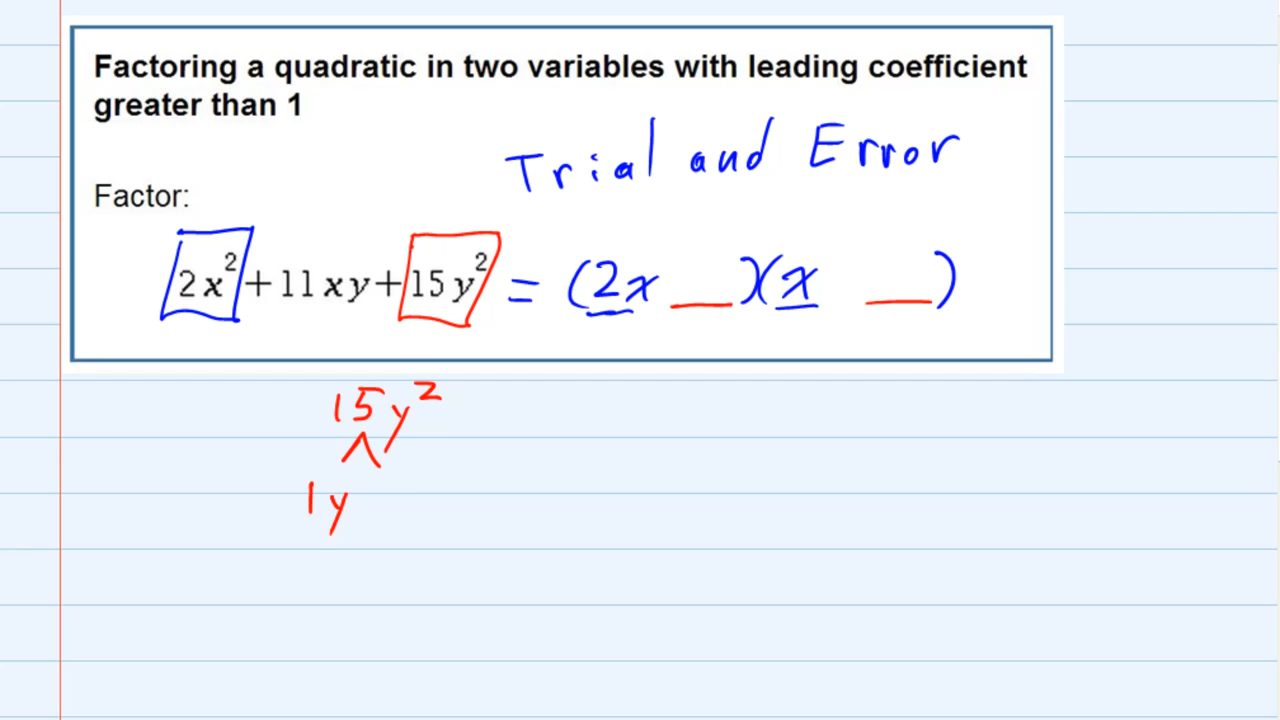 Factoring a quadratic in two variables with leading coefficient
greater than 1
Trial and Error
Factor:
2x² + 11xy + 15y² = (2x __)(x __)
15y²
1y